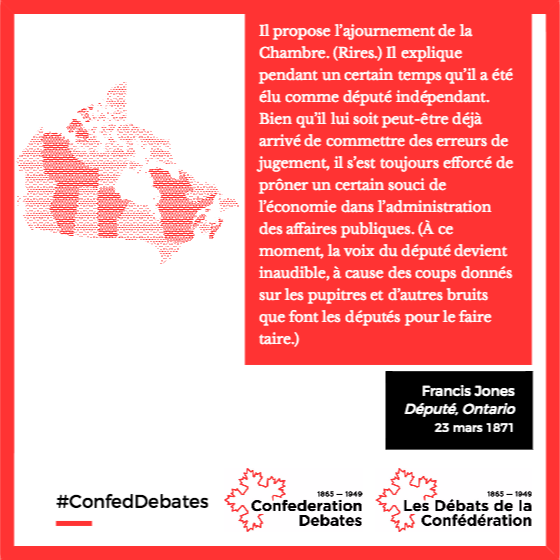 Il propose l'ajournement de la
Chambre. (Rires.) Il explique
pendant un certain temps qu'il a été
élu comme député indépendant.
Bien qu'il lui soit peut-être déjà
arrivé de commettre des erreurs de
jugement, il s'est toujours efforcé de
prôner un certain souci de
l'économie dans l'administration
des affaires publiques. (À ce
moment, la voix du député devient
inaudible, à cause des coups donnés
sur les pupitres et d'autres bruits
que font les députés pour le faire
taire.)
Francis Jones
Député, Ontario
23 mars 1871
#ConfedDebates
1865 — 1949
Confederation
Debates
1865 — 1949
Les Débats de la
Confédération